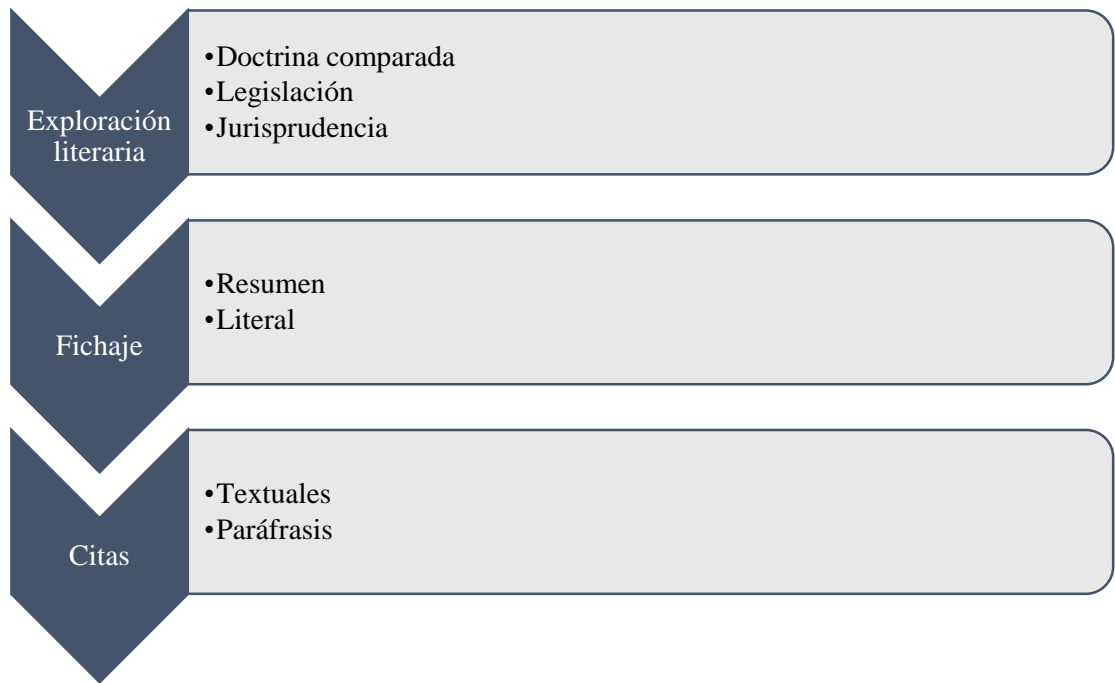 Exploración
literaria
•Doctrina comparada
•Legislación
•Jurisprudencia
Fichaje
•Resumen
•Literal
Citas
•Textuales
•Paráfrasis